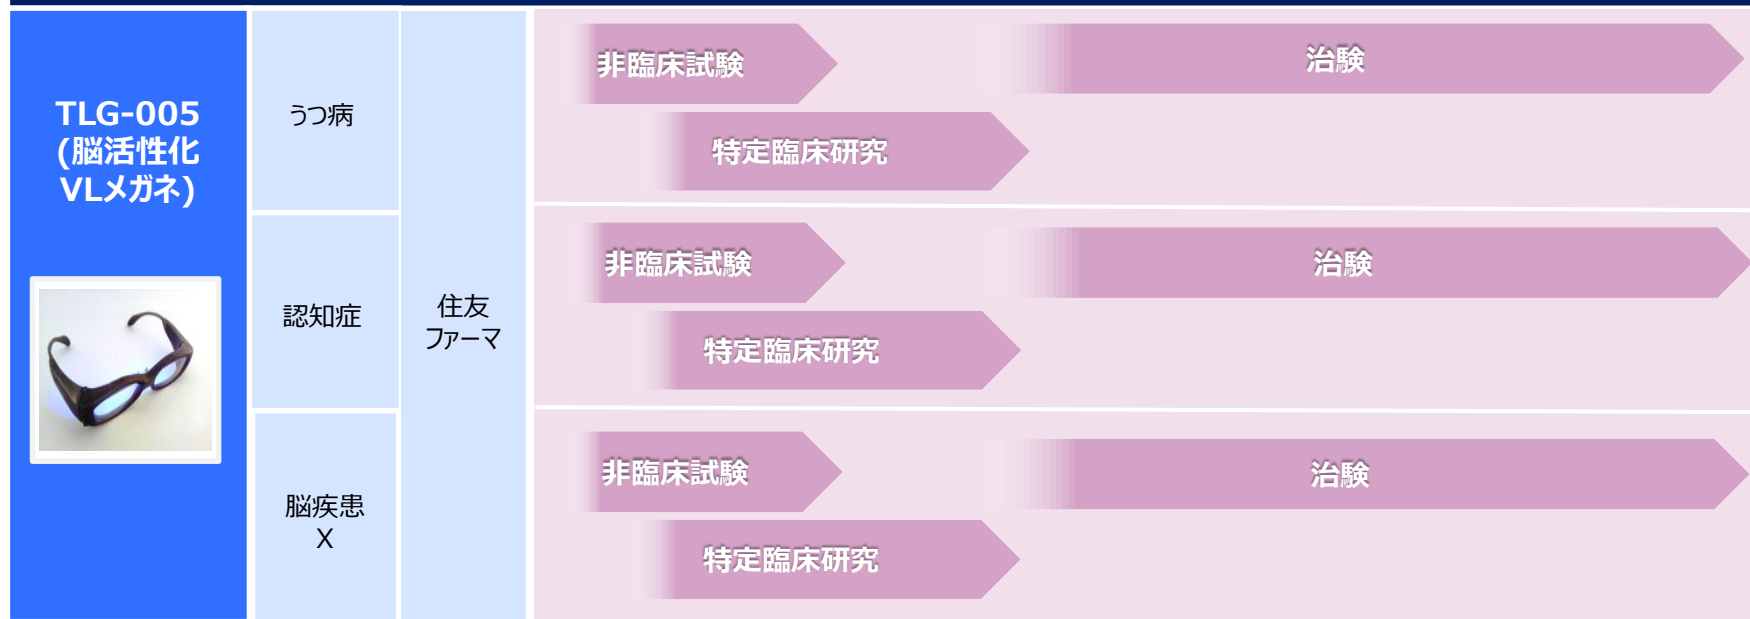 TLG-005
(脳活性化
VLメガネ)
うつ病
認知症
脳疾患
X
住友
ファーマ
非臨床試験
治験
特定臨床研究
非臨床試験
治験
特定臨床研究
非臨床試験
治験
特定臨床研究